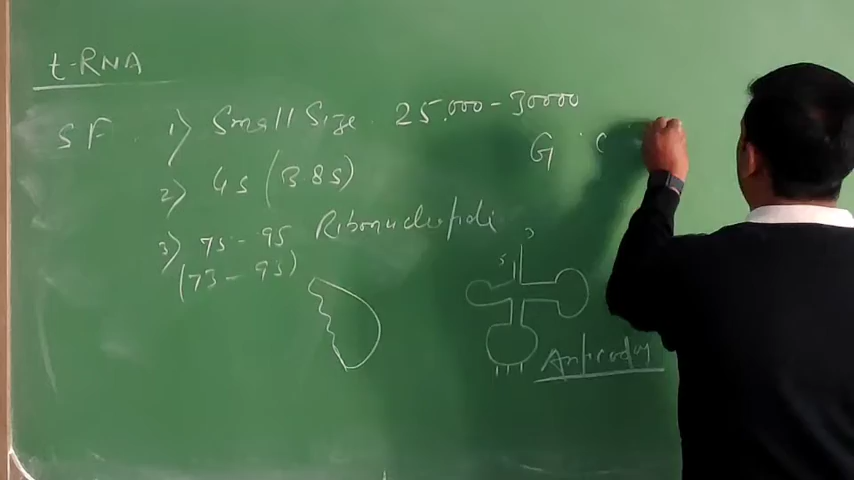 t-RNA
SF. 1) Small Size. 25,000-30000
G · C
2) 4s (3.8s)
3) 75 - 95 Ribonucleotide
(73 - 93)
3
5
Anticodon